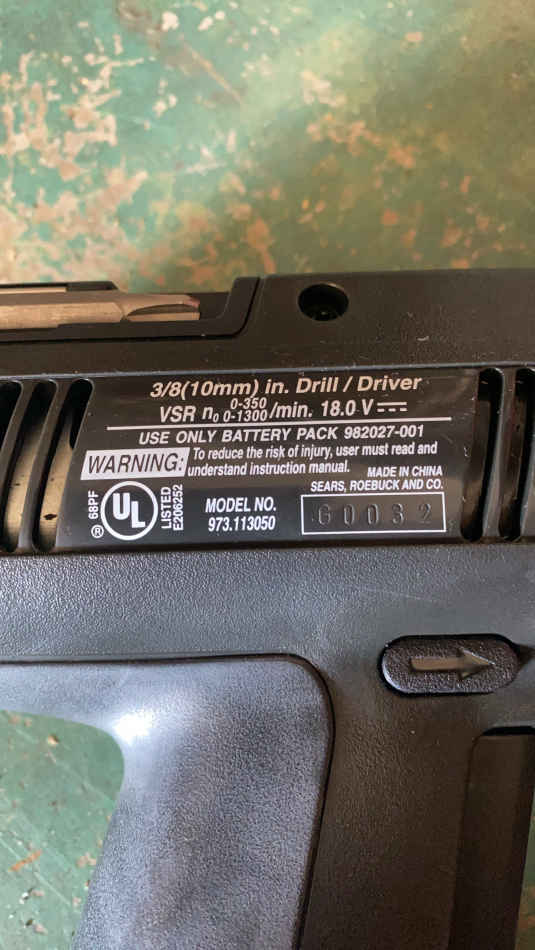 3/8(10mm) in. Drill / Driver
VSR n₀ 0-350 0-1300/min. 18.0 V ⎓
USE ONLY BATTERY PACK 982027-001
WARNING: To reduce the risk of injury, user must read and
understand instruction manual.
MADE IN CHINA
SEARS, ROEBUCK AND CO.
® 68PF
UL
LISTED
E206252
MODEL NO.
973.113050
G0032